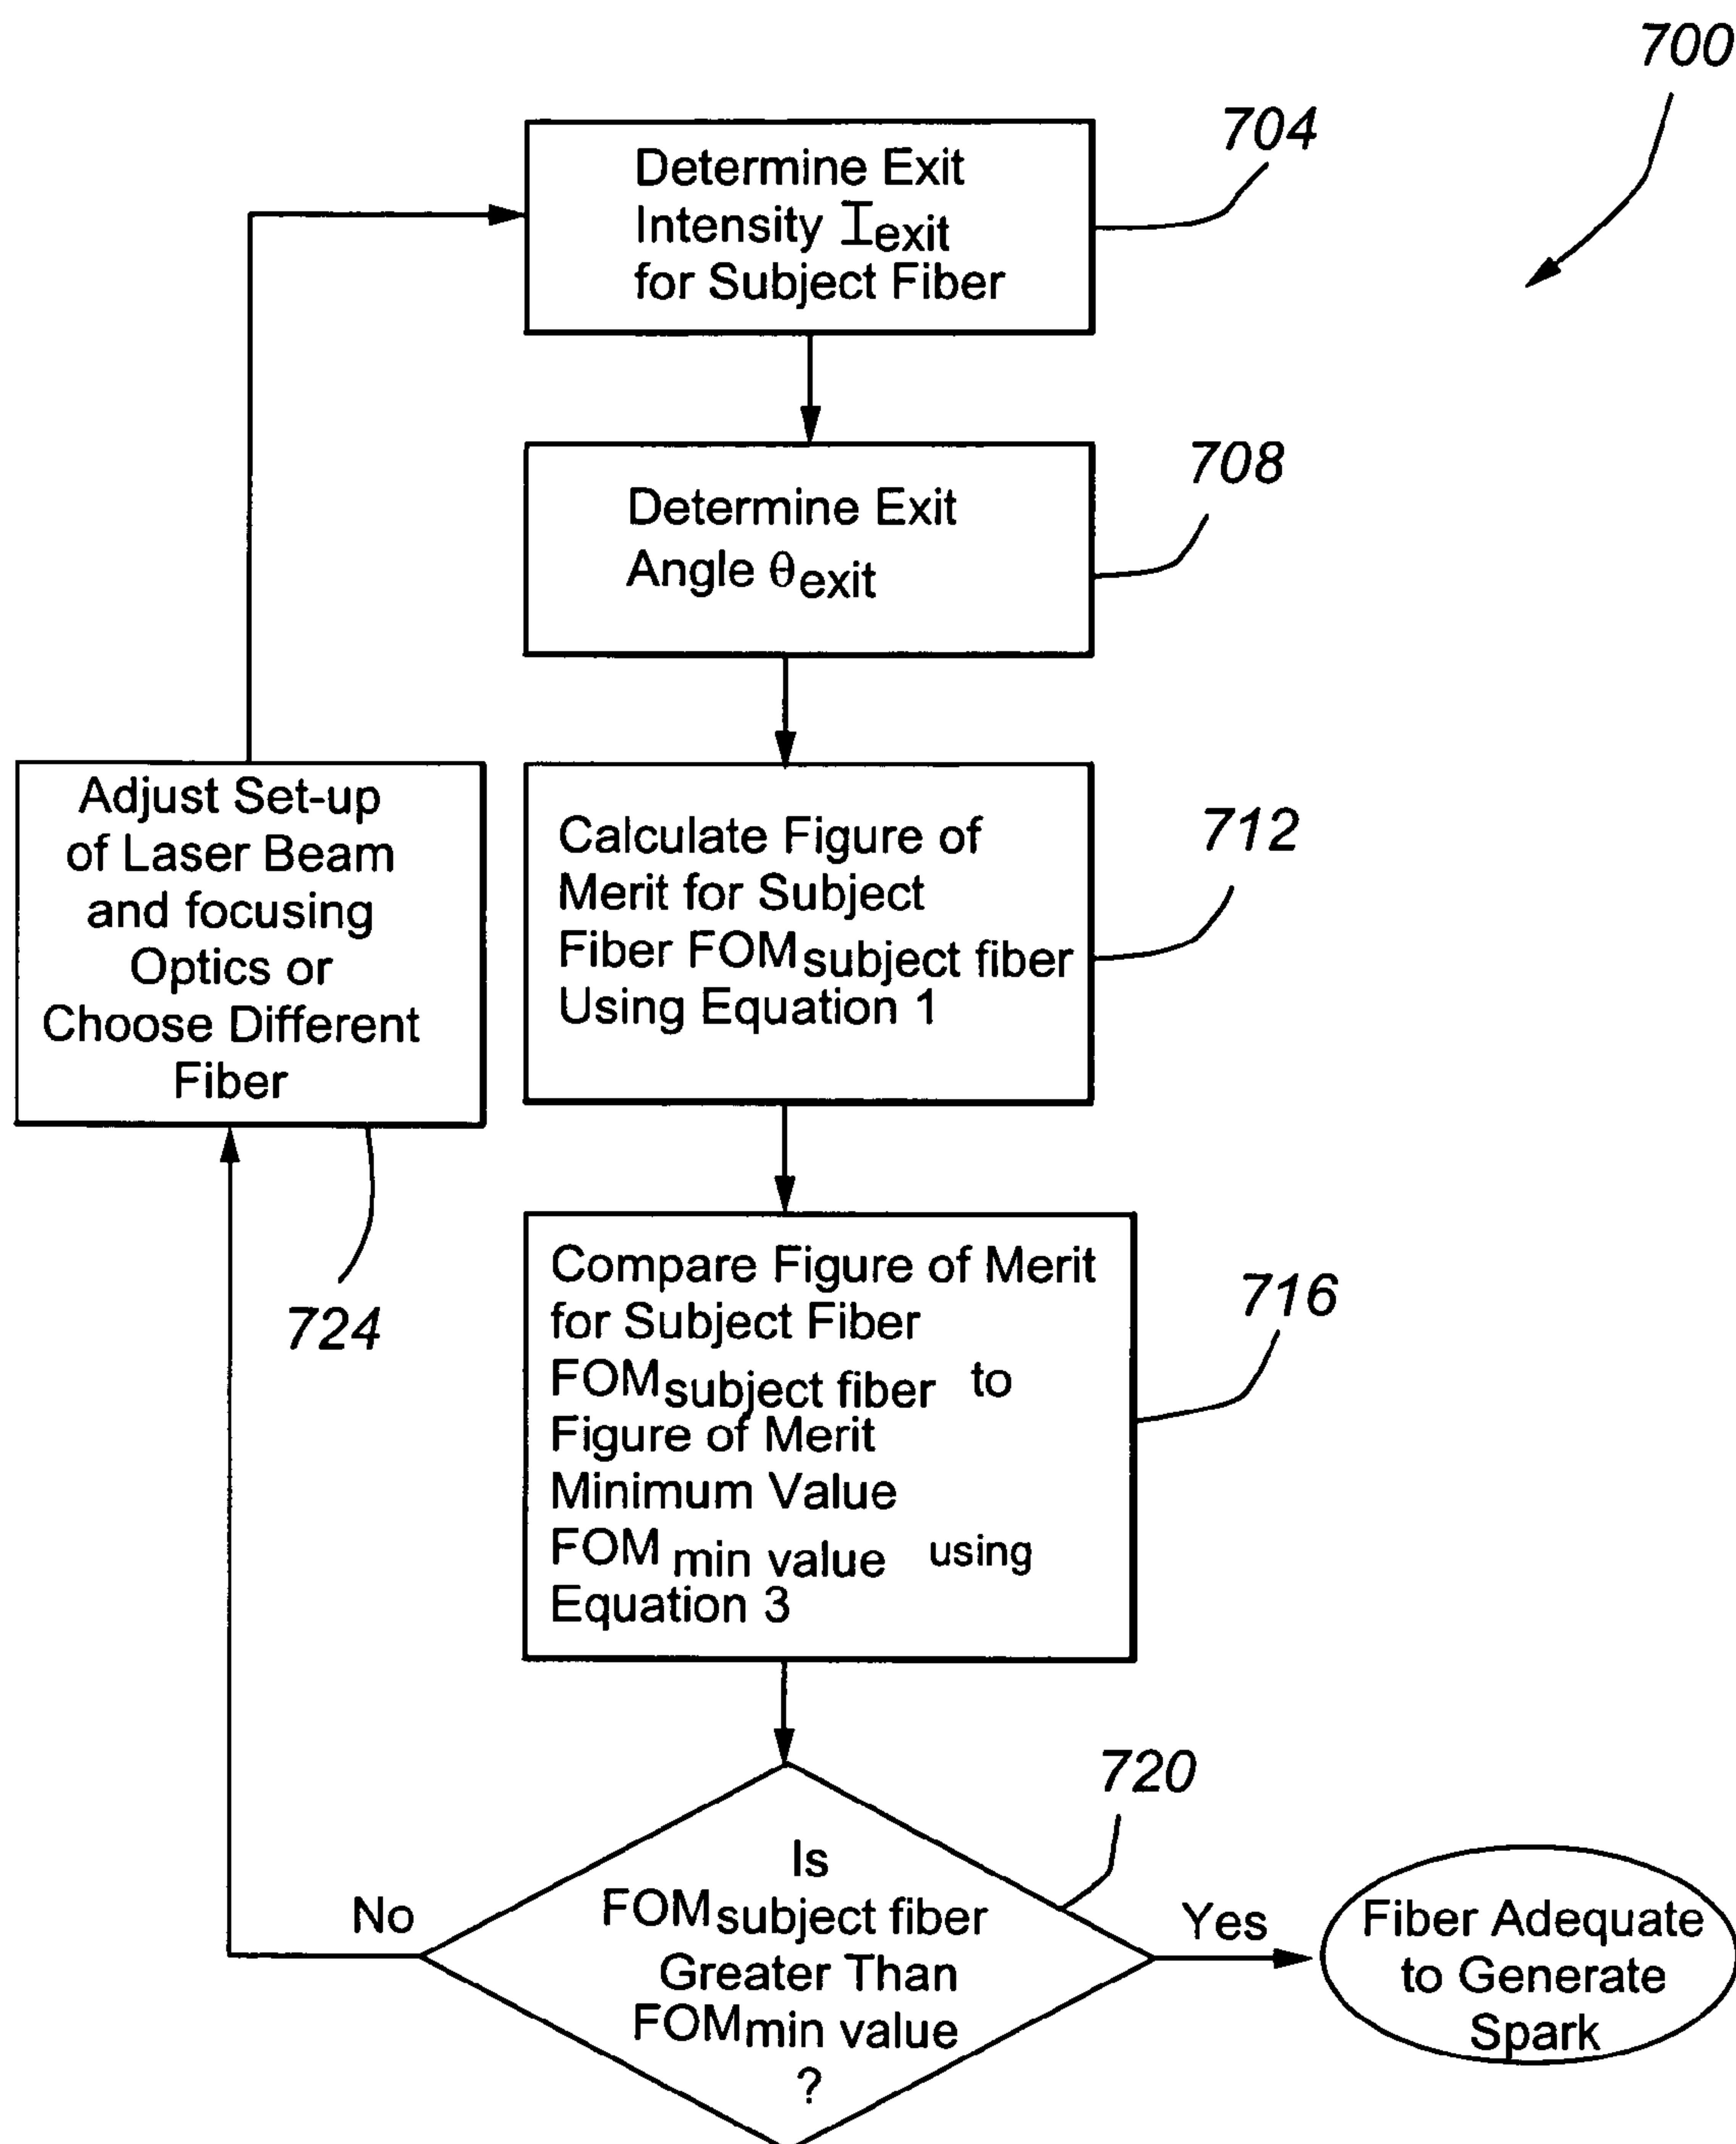 700
704
Determine Exit
Intensity Iexit
for Subject Fiber
708
Determine Exit
Angle θexit
712
Calculate Figure of
Merit for Subject
Fiber FOMsubject fiber
Using Equation 1
Adjust Set-up
of Laser Beam
and focusing
Optics or
Choose Different
Fiber
724
716
Compare Figure of Merit
for Subject Fiber
FOMsubject fiber to
Figure of Merit
Minimum Value
FOM min value using
Equation 3
720
Is
FOMsubject fiber
Greater Than
FOMmin value
?
No
Yes
Fiber Adequate
to Generate
Spark